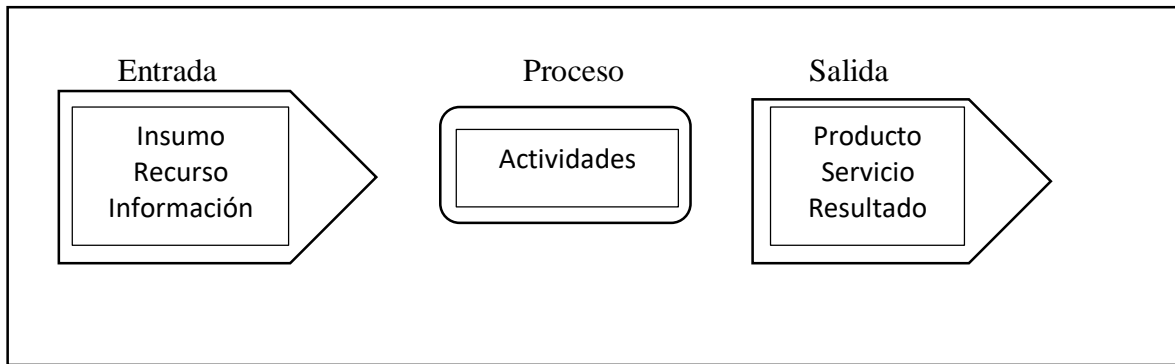 Entrada
Insumo
Recurso
Información
Proceso
Actividades
Salida
Producto
Servicio
Resultado